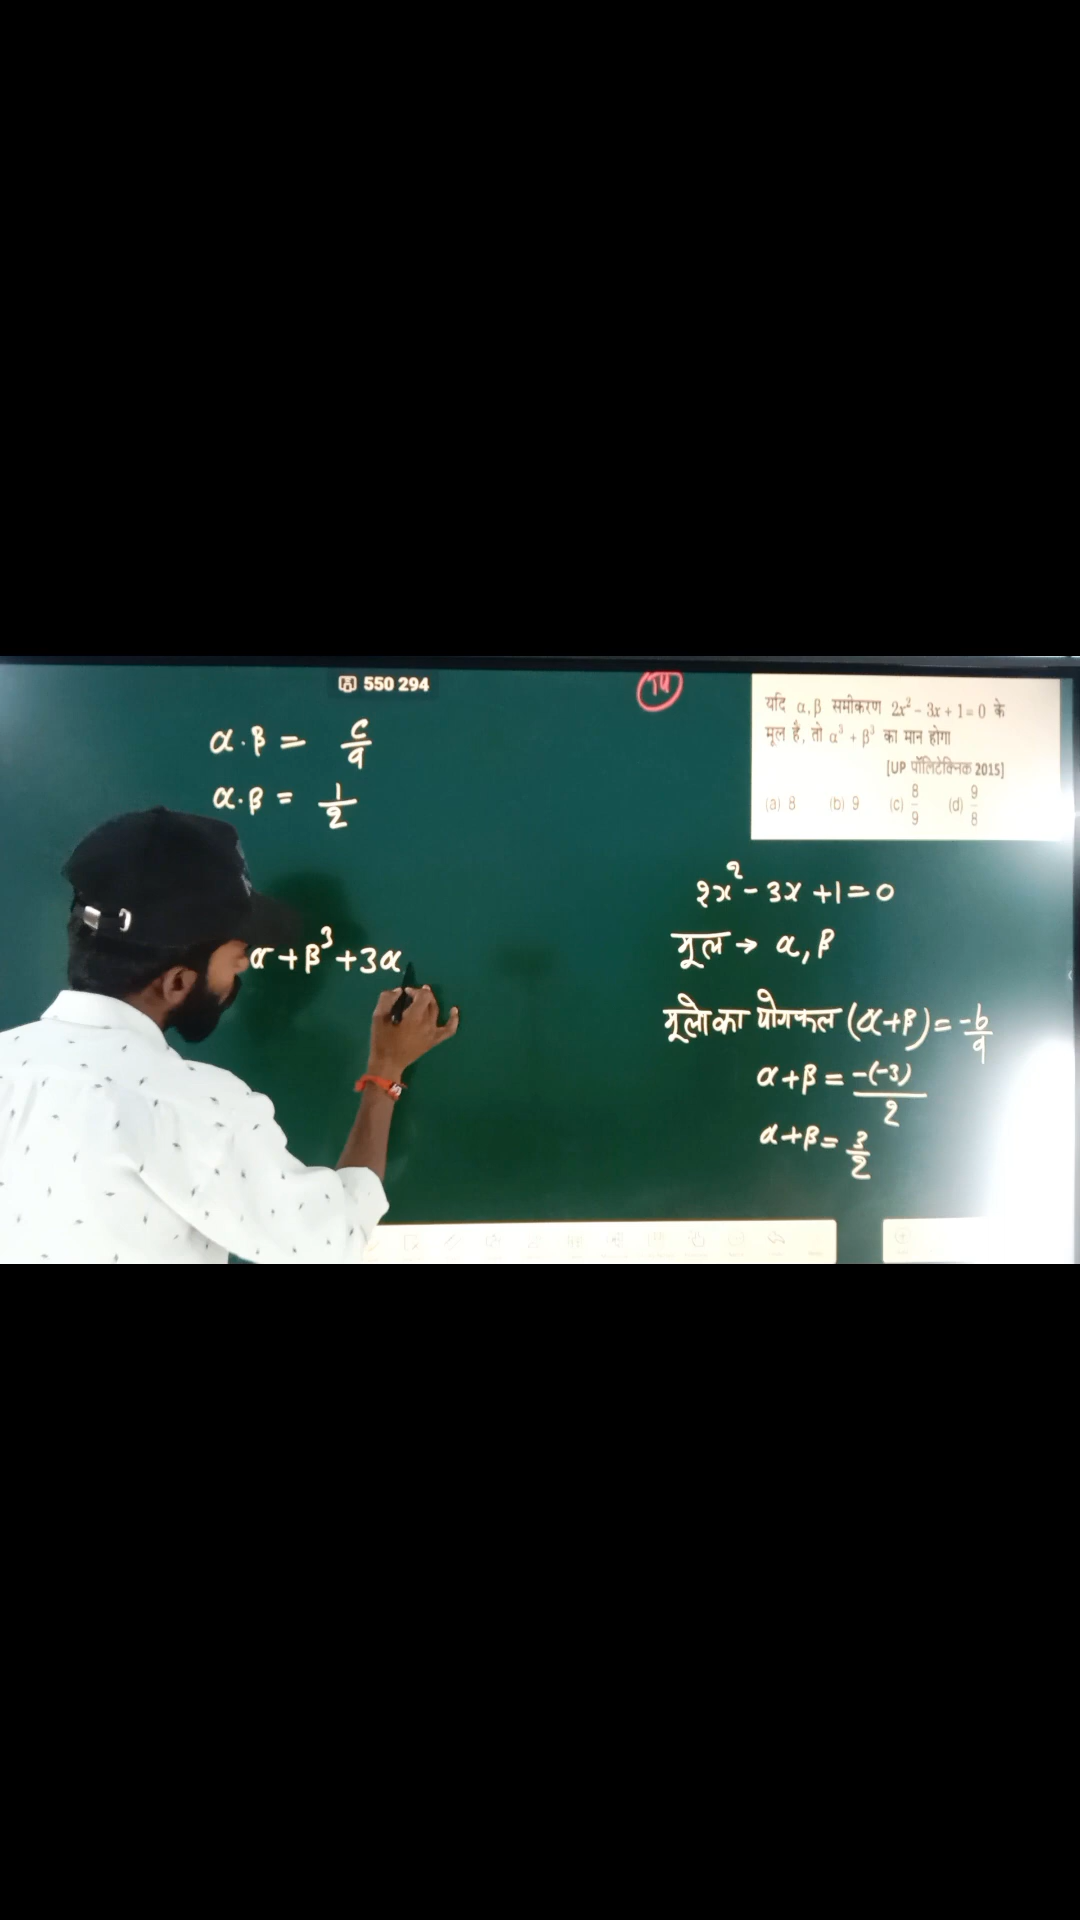 550 294
14
यदि α, β समीकरण 2x² - 3x + 1 = 0 के
मूल हैं, तो α³ + β³ का मान होगा
[UP पॉलिटेक्निक 2015]
(a) 8 (b) 9 (c) 8/9 (d) 9/8
α·β = c/a
α·β = 1/2
α + β³ + 3α
2x² - 3x + 1 = 0
मूल → α, β
मूलो का योगफल (α+β) = -b/a
α+β = -(-3)/2
α+β = 3/2